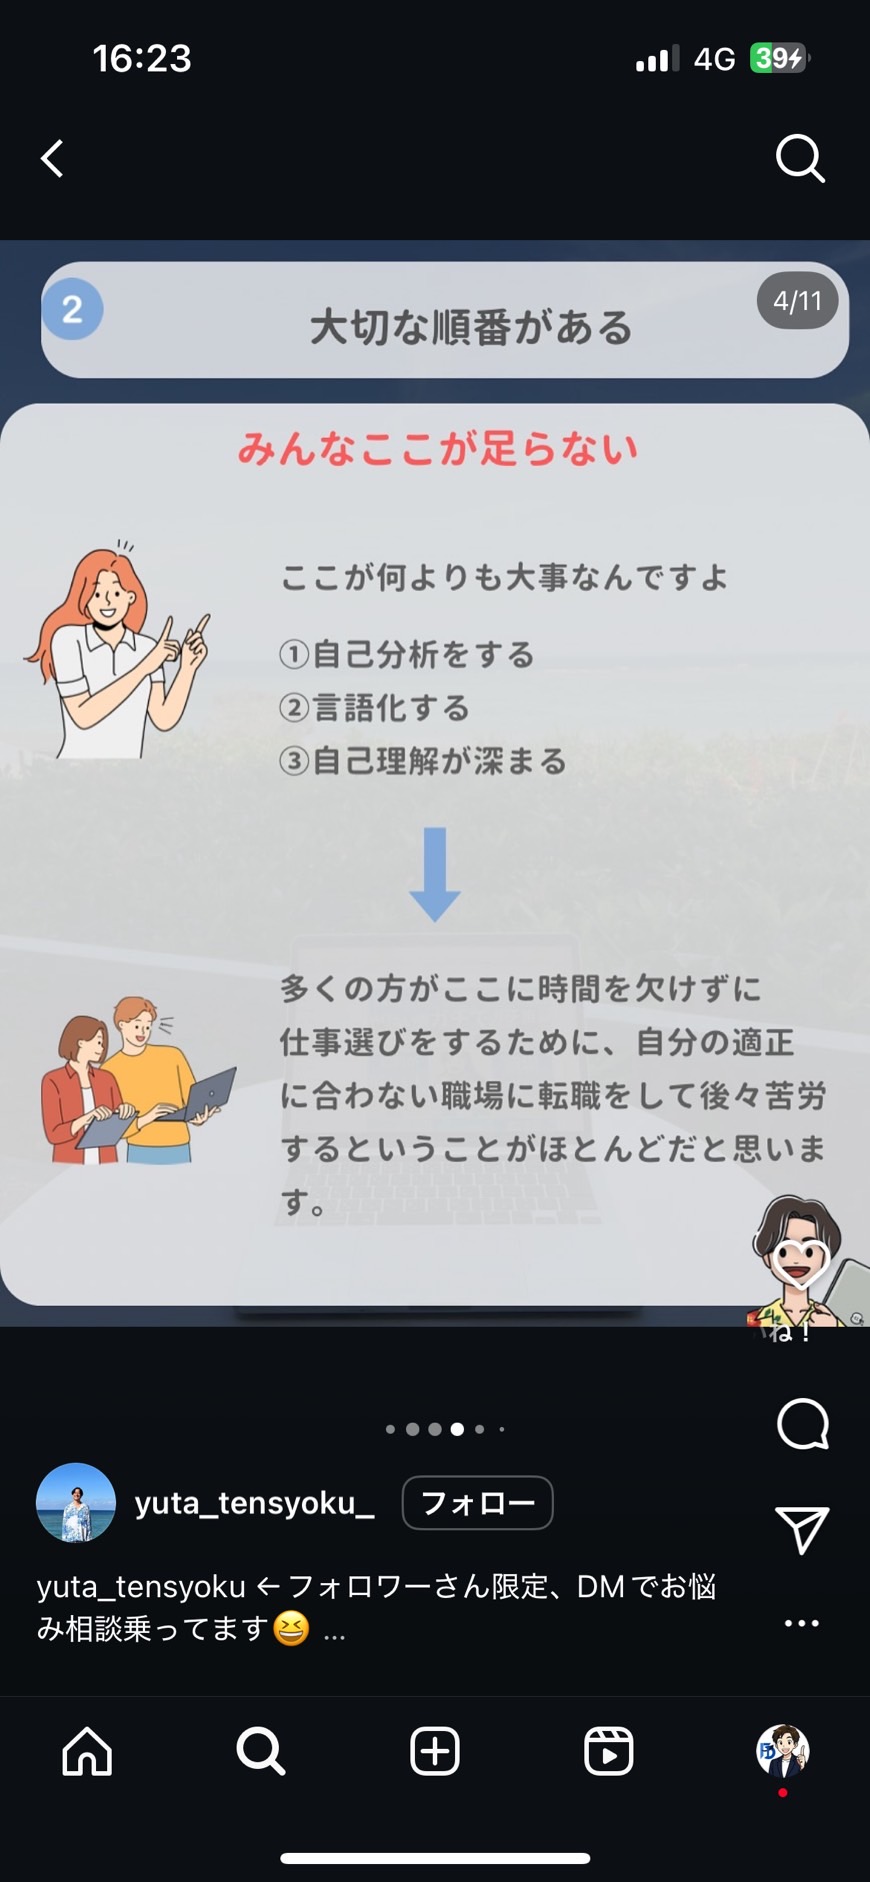 16:23
4G
39
2
大切な順番がある
4/11
みんなここが足らない
ここが何よりも大事なんですよ
①自己分析をする
②言語化する
③自己理解が深まる
多くの方がここに時間を欠けずに
仕事選びをするために、自分の適正
に合わない職場に転職をして後々苦労
するということがほとんどだと思いま
す。
ね！
yuta_tensyoku_
フォロー
yuta_tensyoku ← フォロワーさん限定、DMでお悩
み相談乗ってます😆 ...